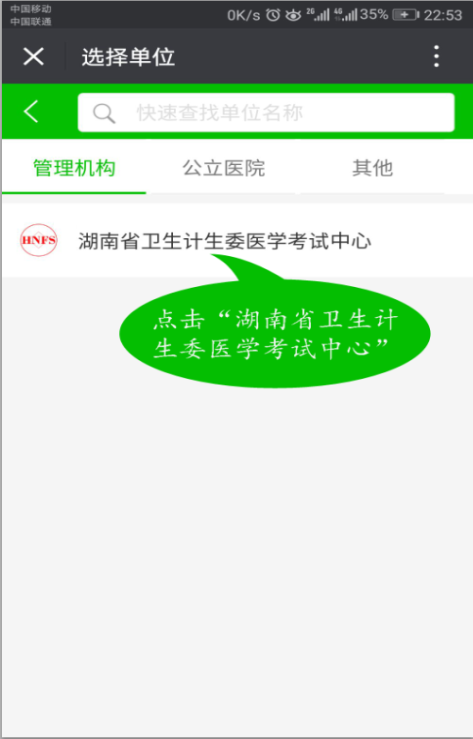 中国移动
中国联通
0K/s 2G 4G 35% 22:53
选择单位
快速查找单位名称
管理机构 公立医院 其他
HNFS 湖南省卫生计生委医学考试中心
点击“湖南省卫生计
生委医学考试中心”